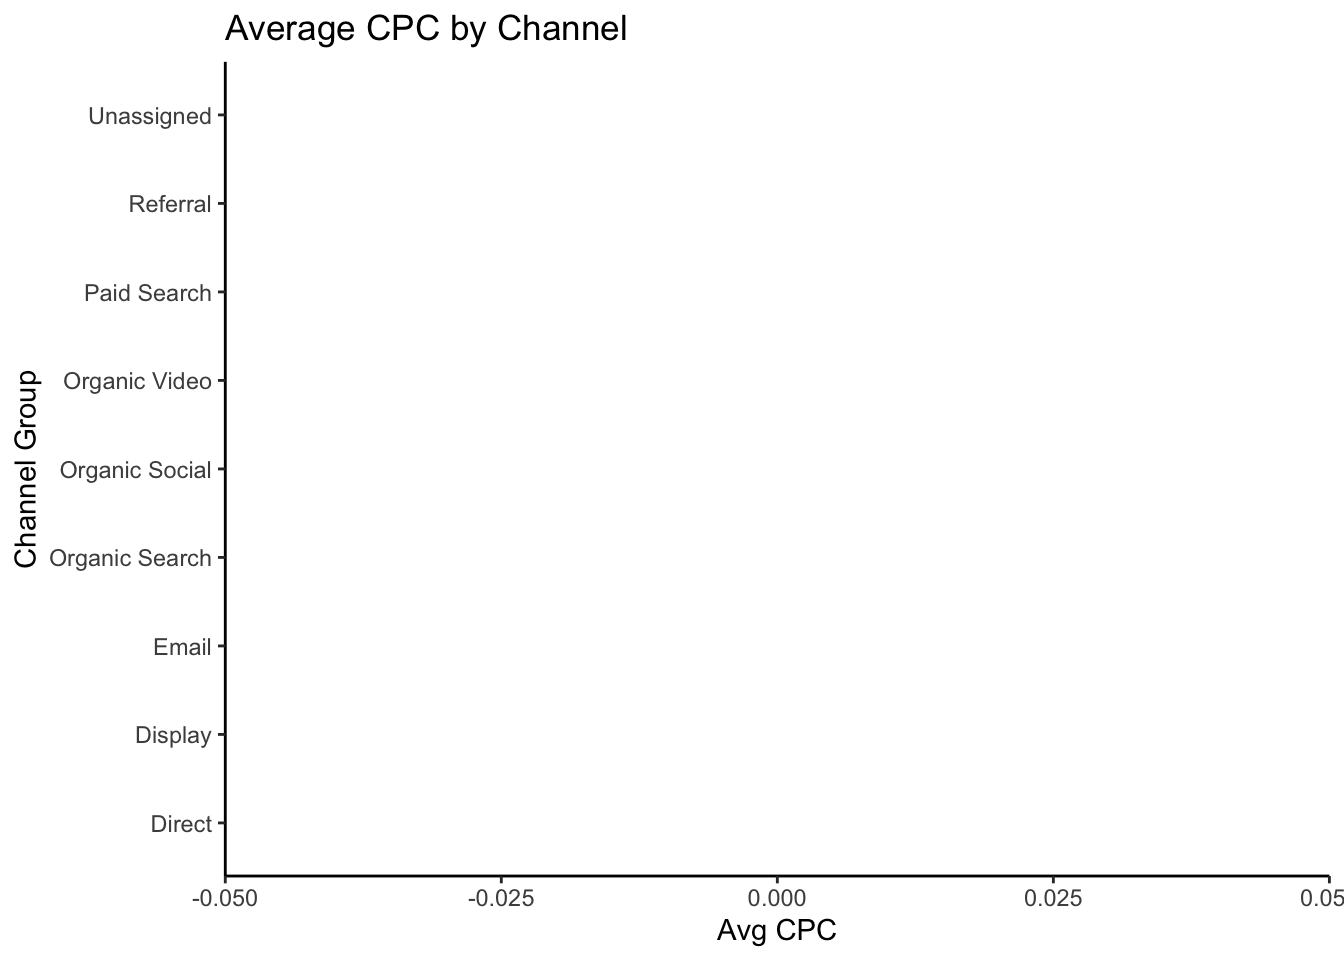 Average CPC by Channel
Unassigned
Referral
Paid Search
Organic Video
Organic Social
Organic Search
Email
Display
Direct
Channel Group
-0.050
-0.025
0.000
0.025
0.05
Avg CPC